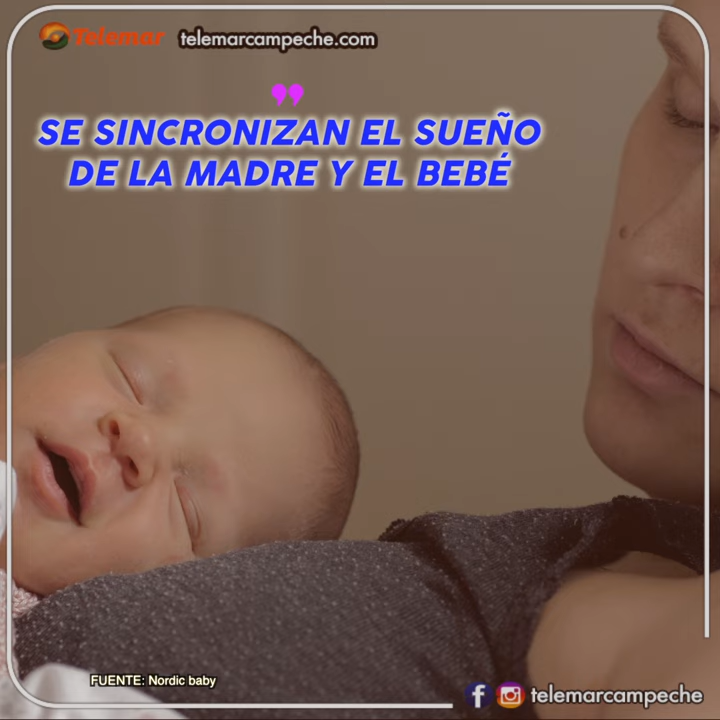 Telemar telemarcampeche.com
"
SE SINCRONIZAN EL SUEÑO
DE LA MADRE Y EL BEBÉ
FUENTE: Nordic baby
telemarcampeche